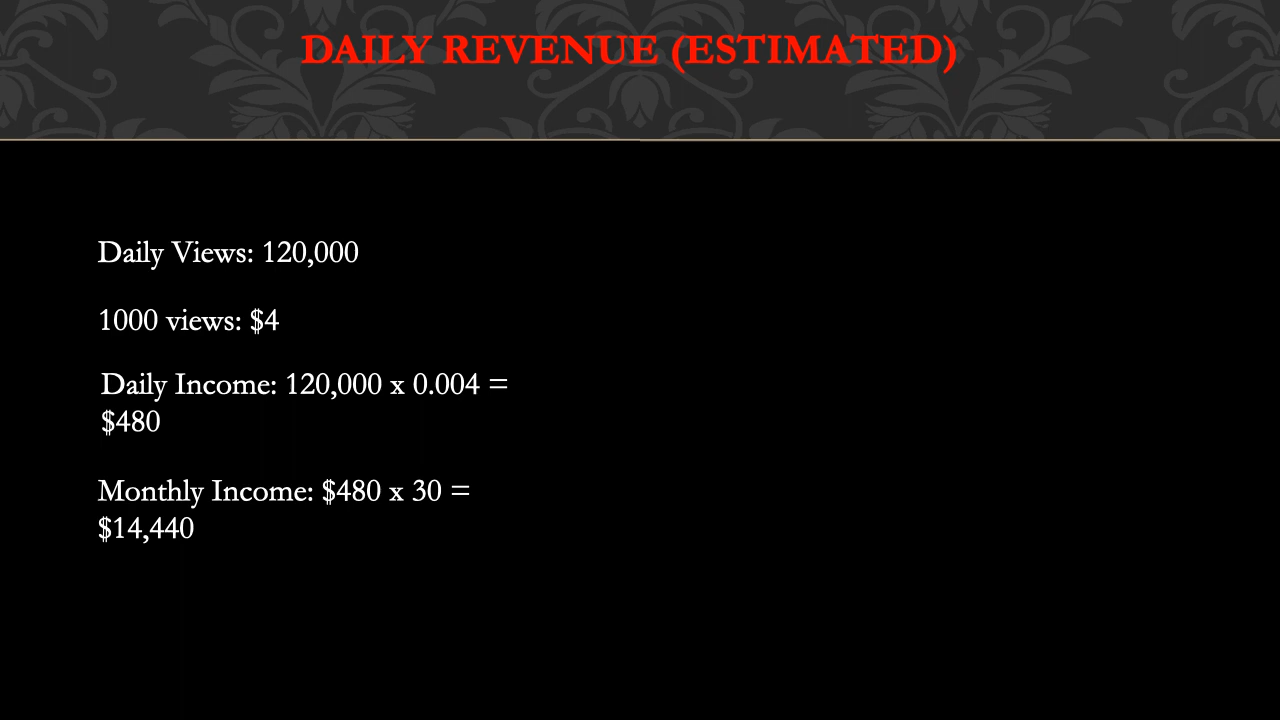 DAILY REVENUE (ESTIMATED)
Daily Views: 120,000
1000 views: $4
Daily Income: 120,000 x 0.004 =
$480
Monthly Income: $480 x 30 =
$14,440